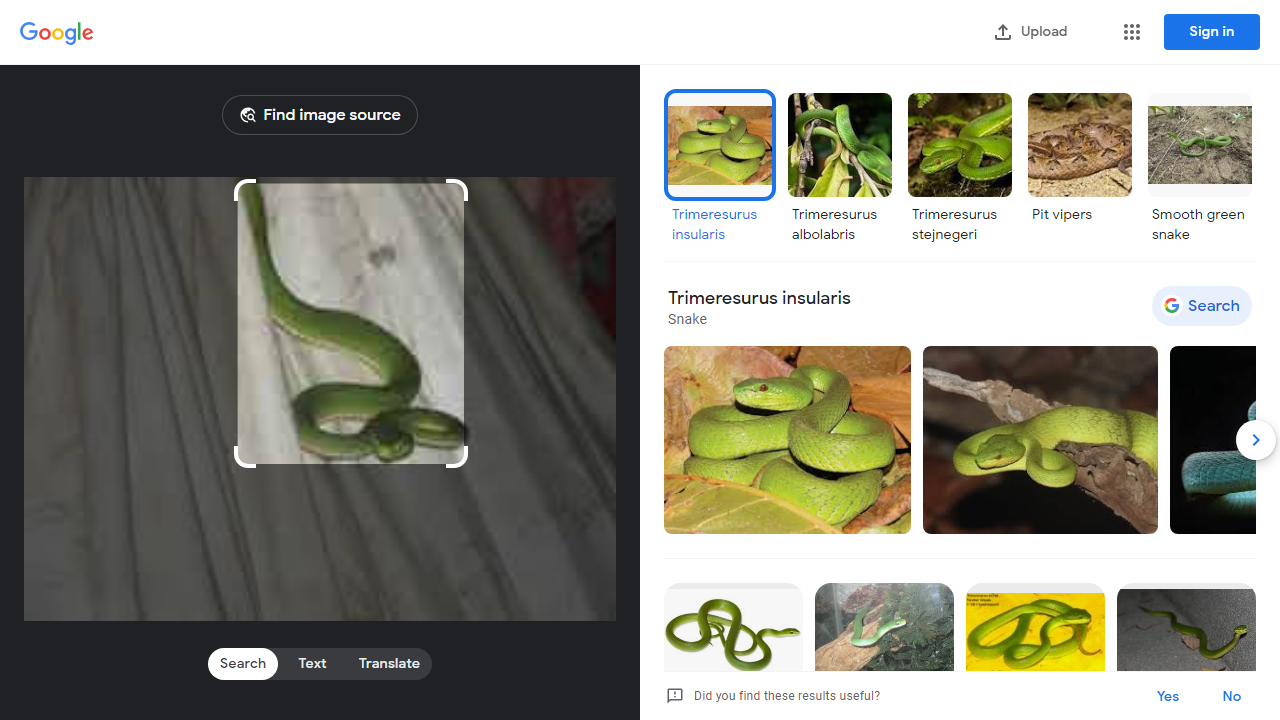 Google
Upload
Sign in
Find image source
Search
Text
Translate
Trimeresurus
insularis
Trimeresurus
albolabris
Trimeresurus
stejnegeri
Pit vipers
Smooth green
snake
Trimeresurus insularis
Snake
Search
Did you find these results useful?
Yes
No